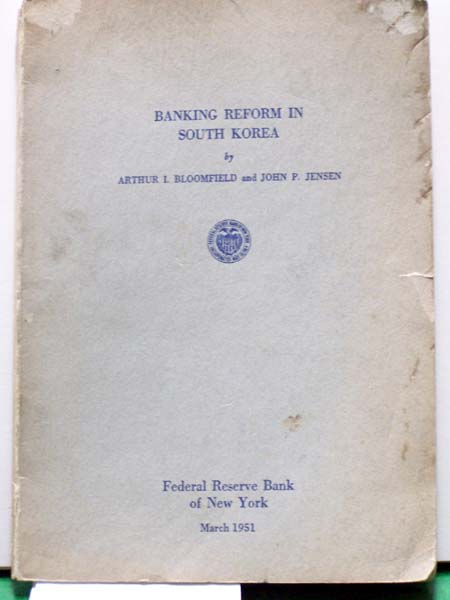 BANKING REFORM IN
SOUTH KOREA
by
ARTHUR I. BLOOMFIELD and JOHN P. JENSEN
Federal Reserve Bank
of New York
March 1951